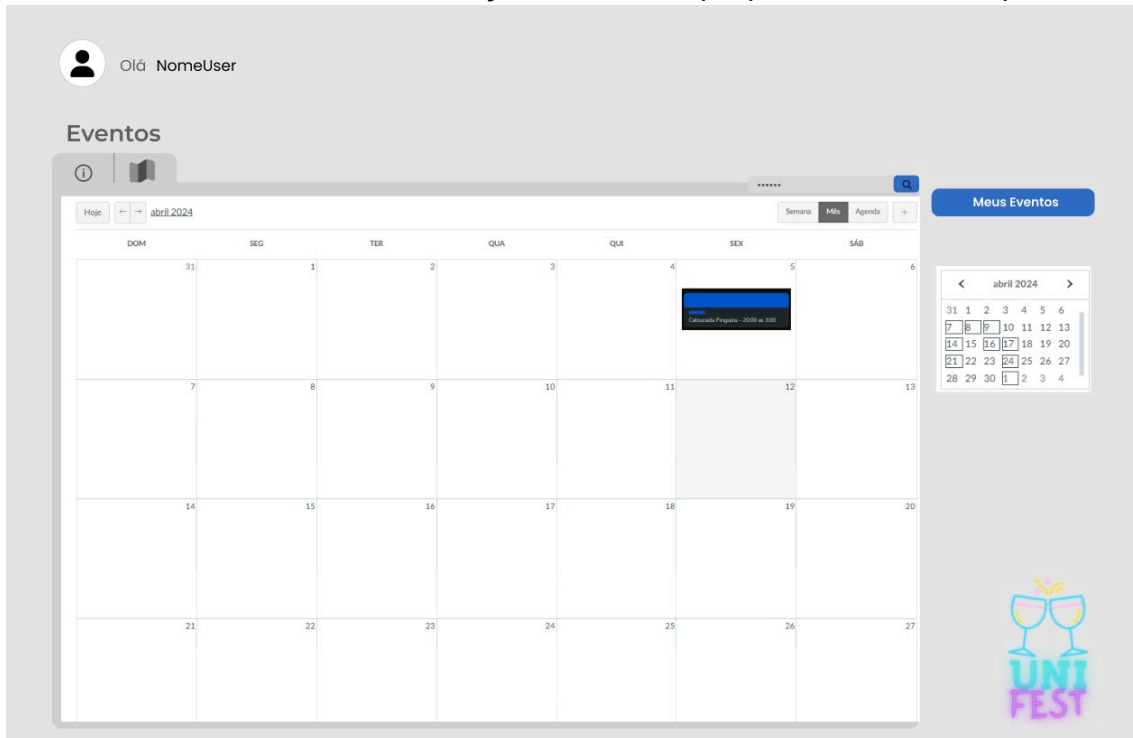 Olá NomeUser
Eventos
Hoje ← → abril 2024
Semana Mês Agenda +
DOM SEG TER QUA QUI SEX SÁB
31 1 2 3 4 5 6
Calourada Pinguins - 20:00 as 3:00
7 8 9 10 11 12 13
14 15 16 17 18 19 20
21 22 23 24 25 26 27
Meus Eventos
abril 2024
31 1 2 3 4 5 6
7 8 9 10 11 12 13
14 15 16 17 18 19 20
21 22 23 24 25 26 27
28 29 30 1 2 3 4
UNI
FEST